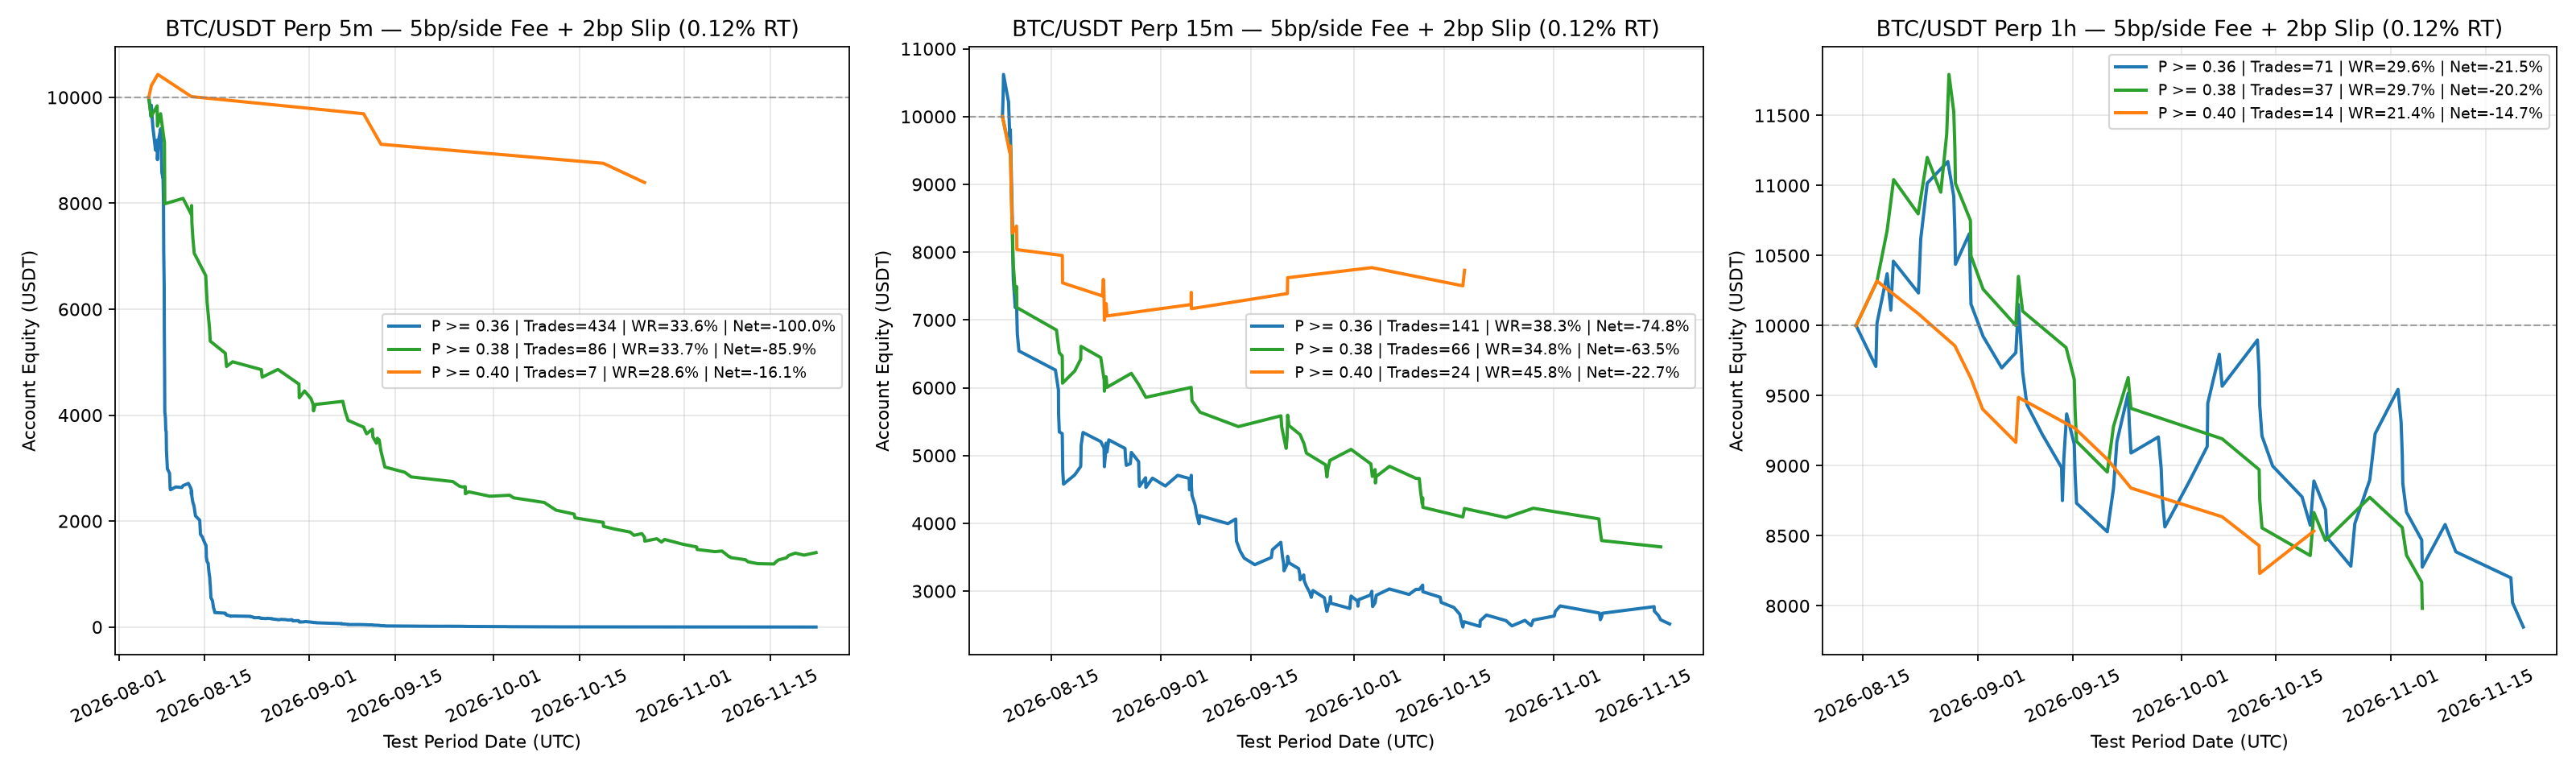 BTC/USDT Perp 5m — 5bp/side Fee + 2bp Slip (0.12% RT)
10000
8000
6000
4000
2000
0
Account Equity (USDT)
P >= 0.36 | Trades=434 | WR=33.6% | Net=-100.0%
P >= 0.38 | Trades=86 | WR=33.7% | Net=-85.9%
P >= 0.40 | Trades=7 | WR=28.6% | Net=-16.1%
2026-08-01
2026-08-15
2026-09-01
2026-09-15
2026-10-01
2026-10-15
2026-11-01
2026-11-15
Test Period Date (UTC)
BTC/USDT Perp 15m — 5bp/side Fee + 2bp Slip (0.12% RT)
11000
10000
9000
8000
7000
6000
5000
4000
3000
Account Equity (USDT)
P >= 0.36 | Trades=141 | WR=38.3% | Net=-74.8%
P >= 0.38 | Trades=66 | WR=34.8% | Net=-63.5%
P >= 0.40 | Trades=24 | WR=45.8% | Net=-22.7%
2026-08-15
2026-09-01
2026-09-15
2026-10-01
2026-10-15
2026-11-01
2026-11-15
Test Period Date (UTC)
BTC/USDT Perp 1h — 5bp/side Fee + 2bp Slip (0.12% RT)
11500
11000
10500
10000
9500
9000
8500
8000
Account Equity (USDT)
P >= 0.36 | Trades=71 | WR=29.6% | Net=-21.5%
P >= 0.38 | Trades=37 | WR=29.7% | Net=-20.2%
P >= 0.40 | Trades=14 | WR=21.4% | Net=-14.7%
2026-08-15
2026-09-01
2026-09-15
2026-10-01
2026-10-15
2026-11-01
2026-11-15
Test Period Date (UTC)